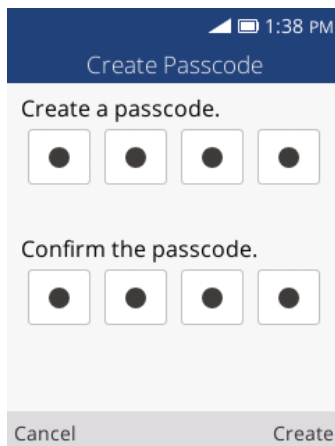 1:38 PM
Create Passcode
Create a passcode.
Confirm the passcode.
Cancel Create